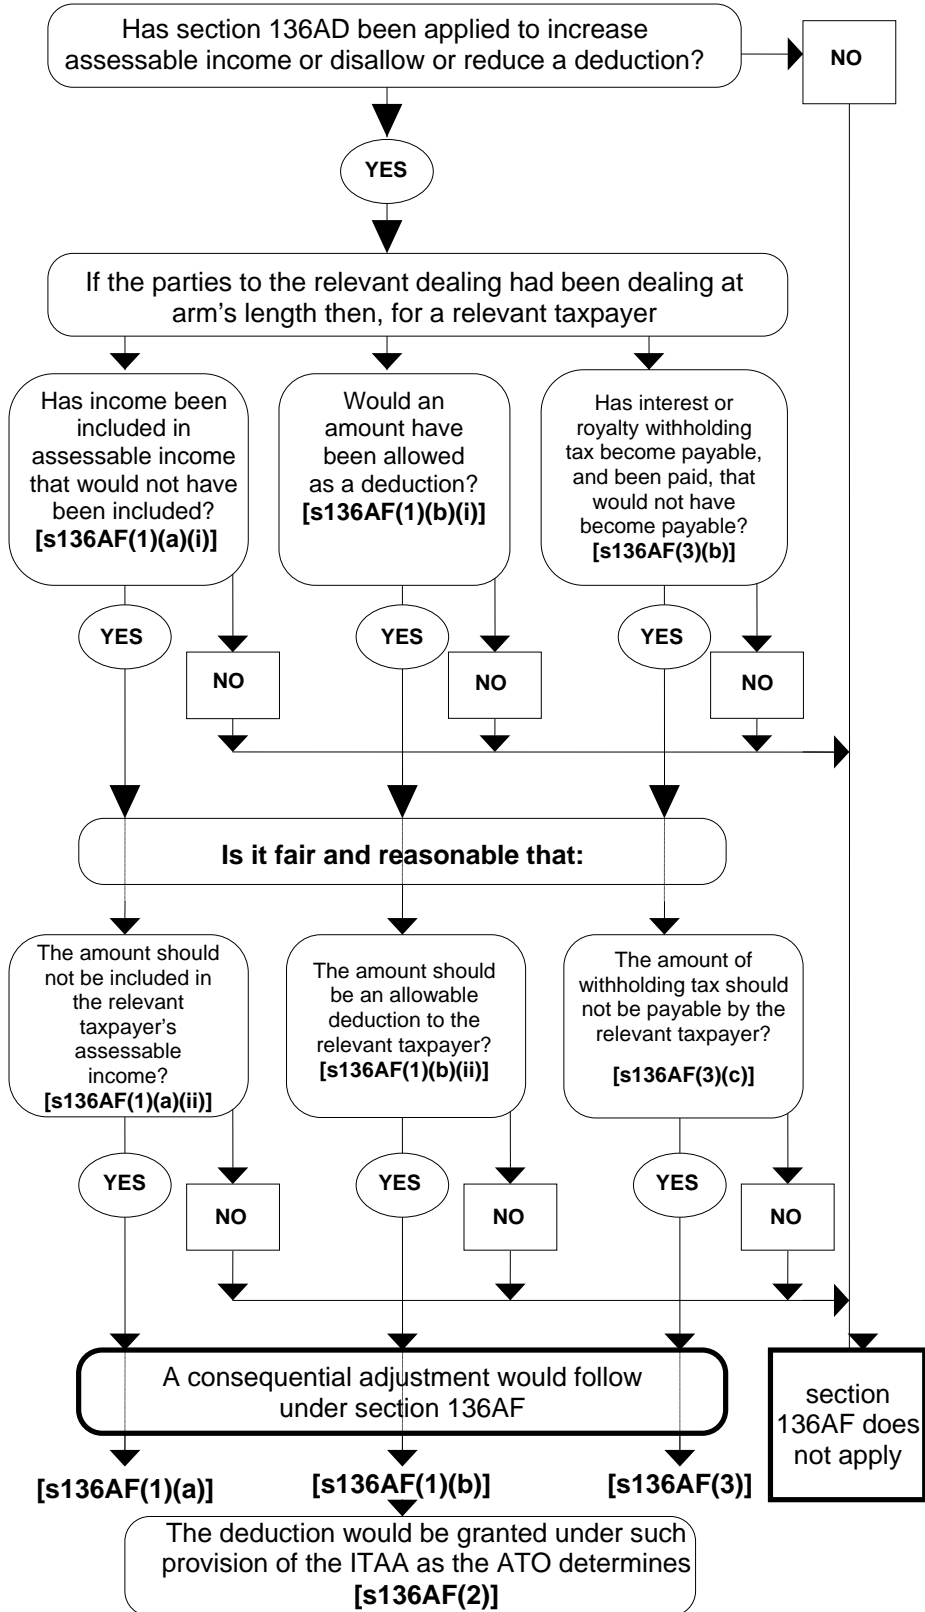 Has section 136AD been applied to increase
assessable income or disallow or reduce a deduction?
NO
YES
If the parties to the relevant dealing had been dealing at
arm's length then, for a relevant taxpayer
Has income been
included in
assessable income
that would not have
been included?
[s136AF(1)(a)(i)]
Would an
amount have
been allowed
as a deduction?
[s136AF(1)(b)(i)]
Has interest or
royalty withholding
tax become payable,
and been paid, that
would not have
become payable?
[s136AF(3)(b)]
YES
NO
YES
NO
YES
NO
Is it fair and reasonable that:
The amount should
not be included in
the relevant
taxpayer's
assessable
income?
[s136AF(1)(a)(ii)]
The amount should
be an allowable
deduction to the
relevant taxpayer?
[s136AF(1)(b)(ii)]
The amount of
withholding tax should
not be payable by the
relevant taxpayer?
[s136AF(3)(c)]
YES
NO
YES
NO
YES
NO
A consequential adjustment would follow
under section 136AF
section
136AF does
not apply
[s136AF(1)(a)]
[s136AF(1)(b)]
[s136AF(3)]
The deduction would be granted under such
provision of the ITAA as the ATO determines
[s136AF(2)]